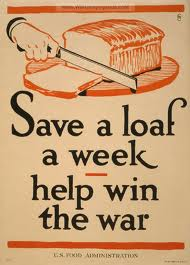 Save a loaf
a week
help win
the war
U.S. FOOD ADMINISTRATION